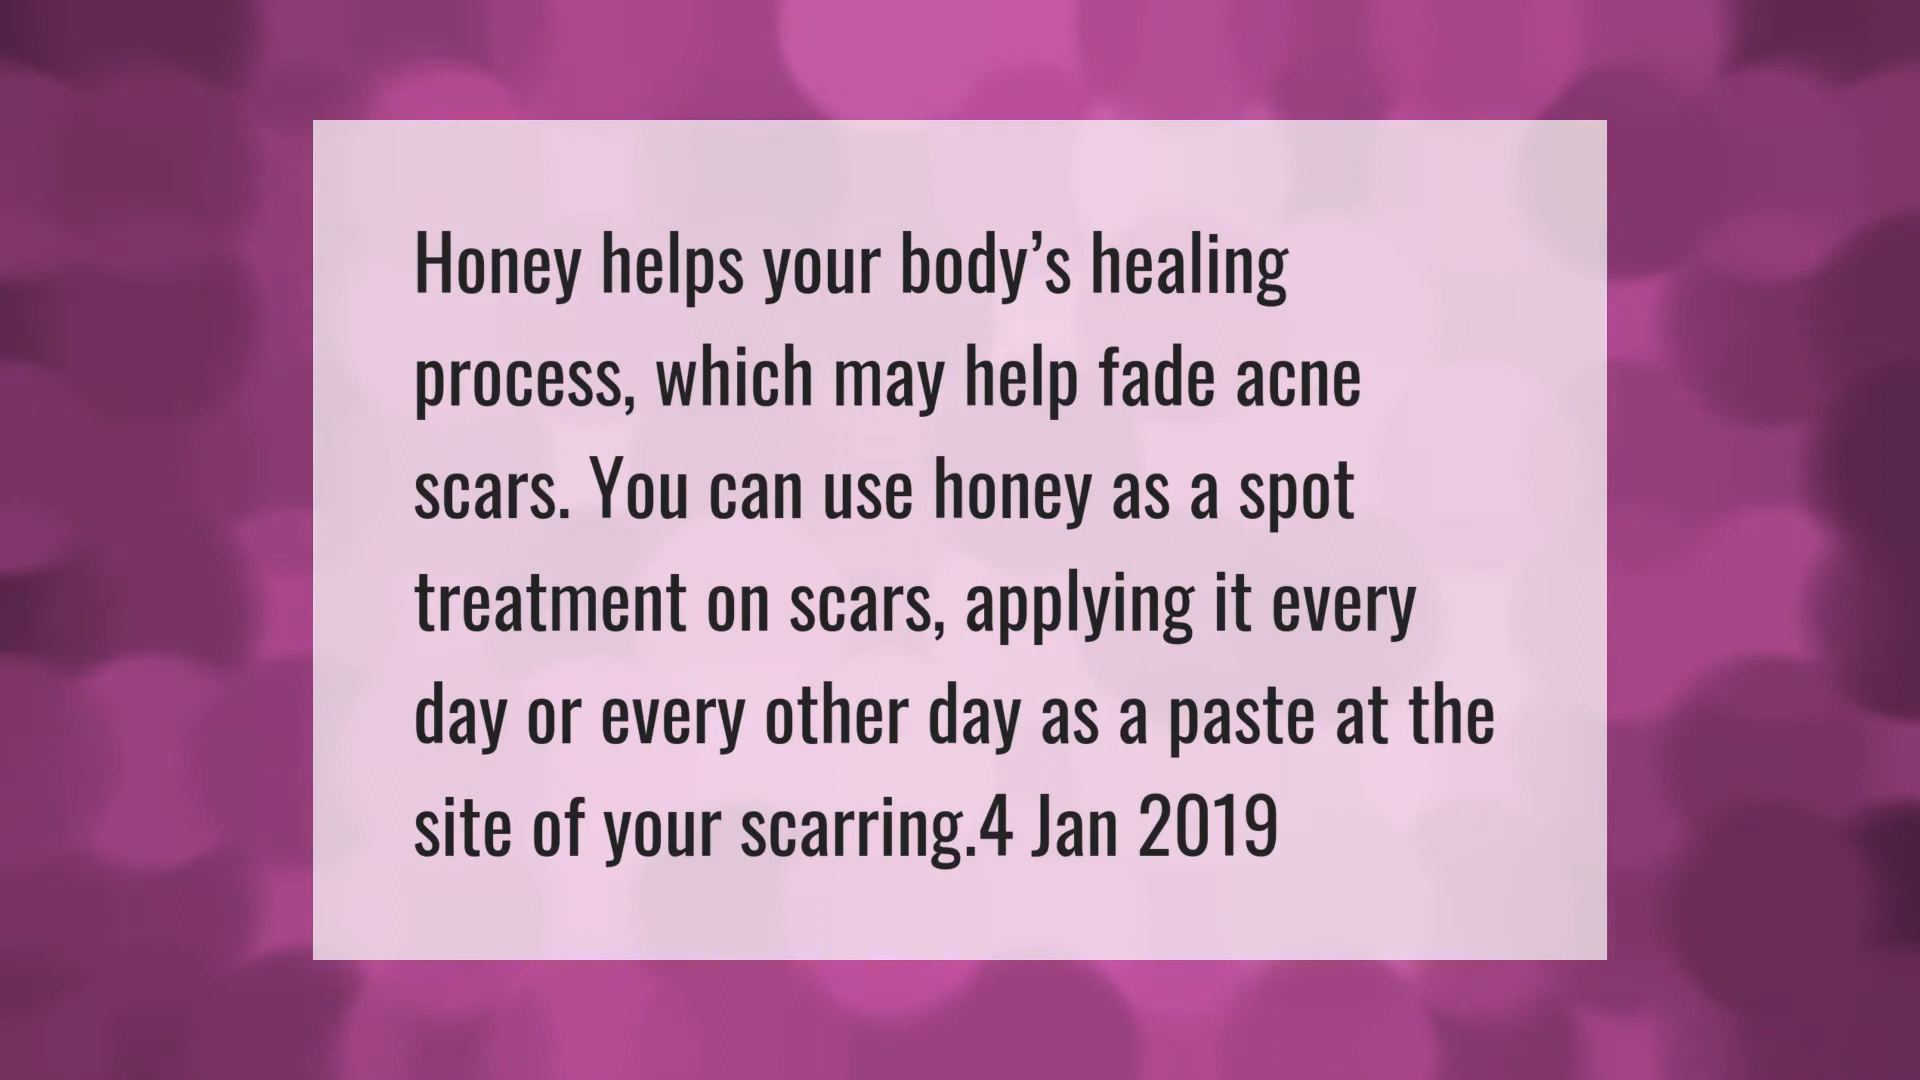 Honey helps your body’s healing
process, which may help fade acne
scars. You can use honey as a spot
treatment on scars, applying it every
day or every other day as a paste at the
site of your scarring.4 Jan 2019